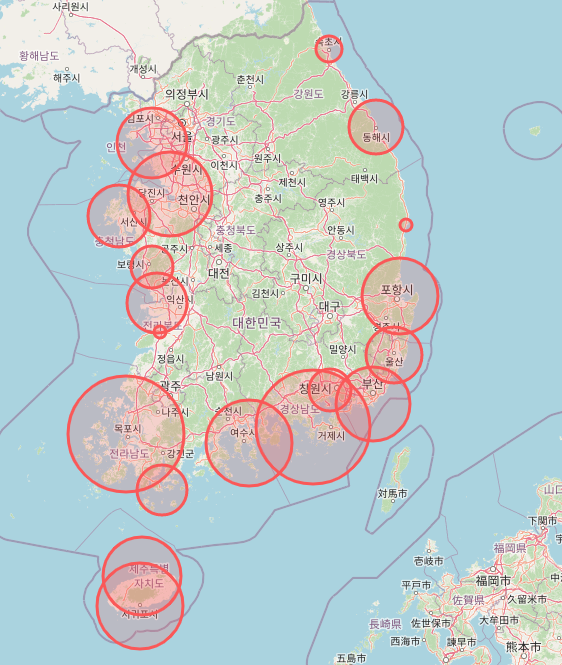 사리원시
황해남도
해주시
개성시
속초시
춘천시
의정부시
강원도
강릉시
김포시
경기도
서울
동해시
인천
광주시
수원시
이천시
원주시
제천시
태백시
당진시
천안시
충주시
영주시
서산시
충청북도
안동시
충청남도
공주시
세종
상주시
경상북도
보령시
대전
구미시
논산시
김천시
포항시
익산시
대구
전라북도
대한민국
경주시
정읍시
밀양시
울산
광주
남원시
창원시
부산
나주시
순천시
경상남도
목포시
여수시
거제시
전라남도
강진군
対馬市
下関市
福岡県
壱岐市
제주특별
자치도
福岡市
平戸市
佐賀県
久留米市
서귀포시
大牟田市
長崎県
佐世保市
西海市
諫早市
熊本市
五島市